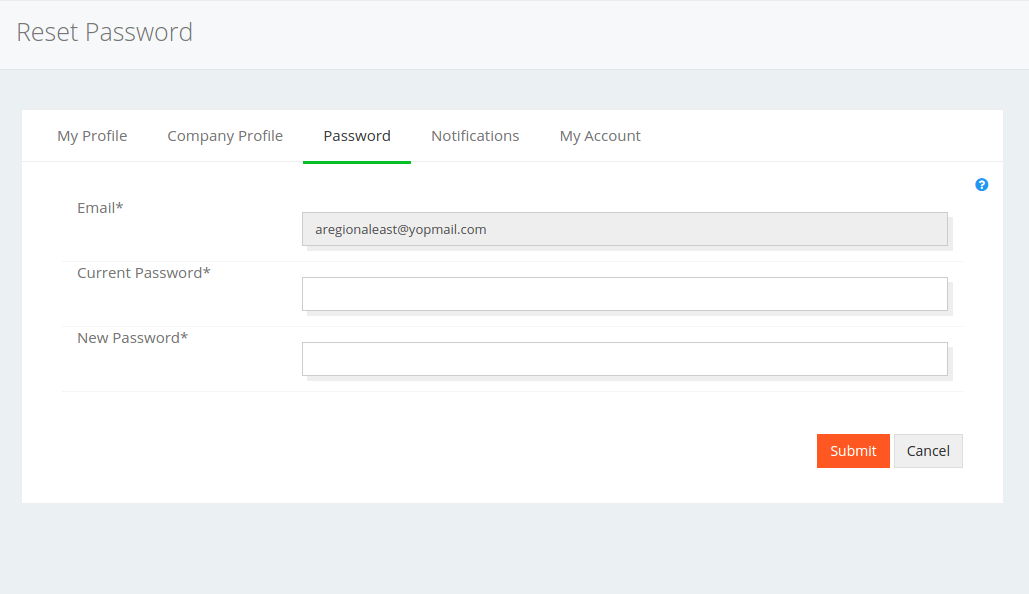 Reset Password
My Profile Company Profile Password Notifications My Account
?
Email*
aregionaleast@yopmail.com
Current Password*
New Password*
Submit Cancel